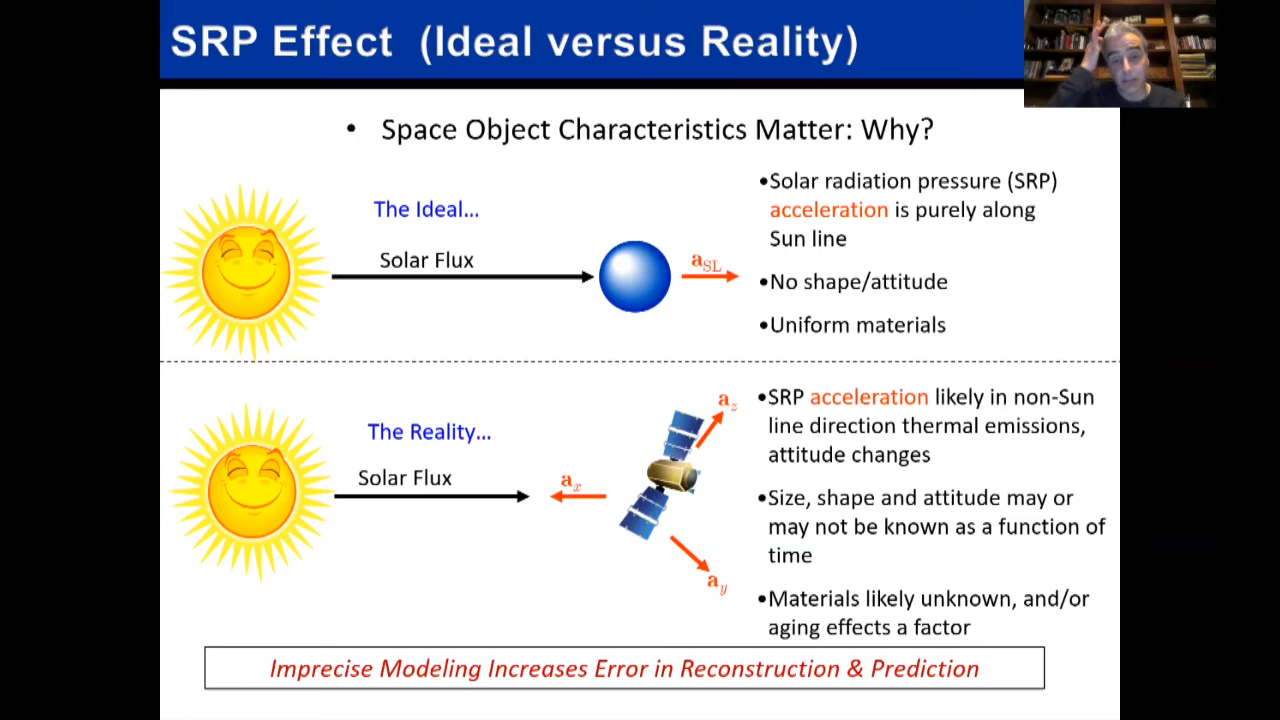 SRP Effect (Ideal versus Reality)
• Space Object Characteristics Matter: Why?
The Ideal...
Solar Flux
a_SL
•Solar radiation pressure (SRP)
acceleration is purely along
Sun line
•No shape/attitude
•Uniform materials
The Reality...
Solar Flux
a_x
a_z
a_y
•SRP acceleration likely in non-Sun
line direction thermal emissions,
attitude changes
•Size, shape and attitude may or
may not be known as a function of
time
•Materials likely unknown, and/or
aging effects a factor
Imprecise Modeling Increases Error in Reconstruction & Prediction